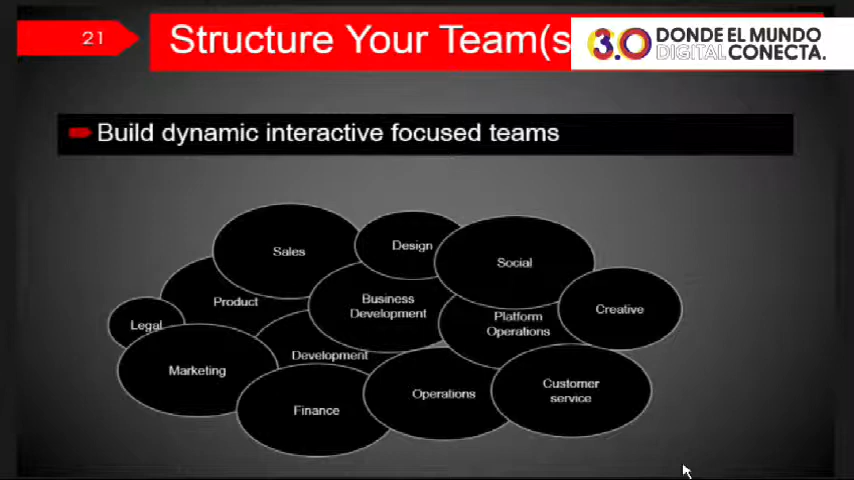 21
Structure Your Team(s
3.0 DONDE EL MUNDO
DIGITAL CONECTA.
Build dynamic interactive focused teams
Sales
Design
Social
Product
Business
Development
Platform
Operations
Creative
Legal
Marketing
Development
Finance
Operations
Customer
service